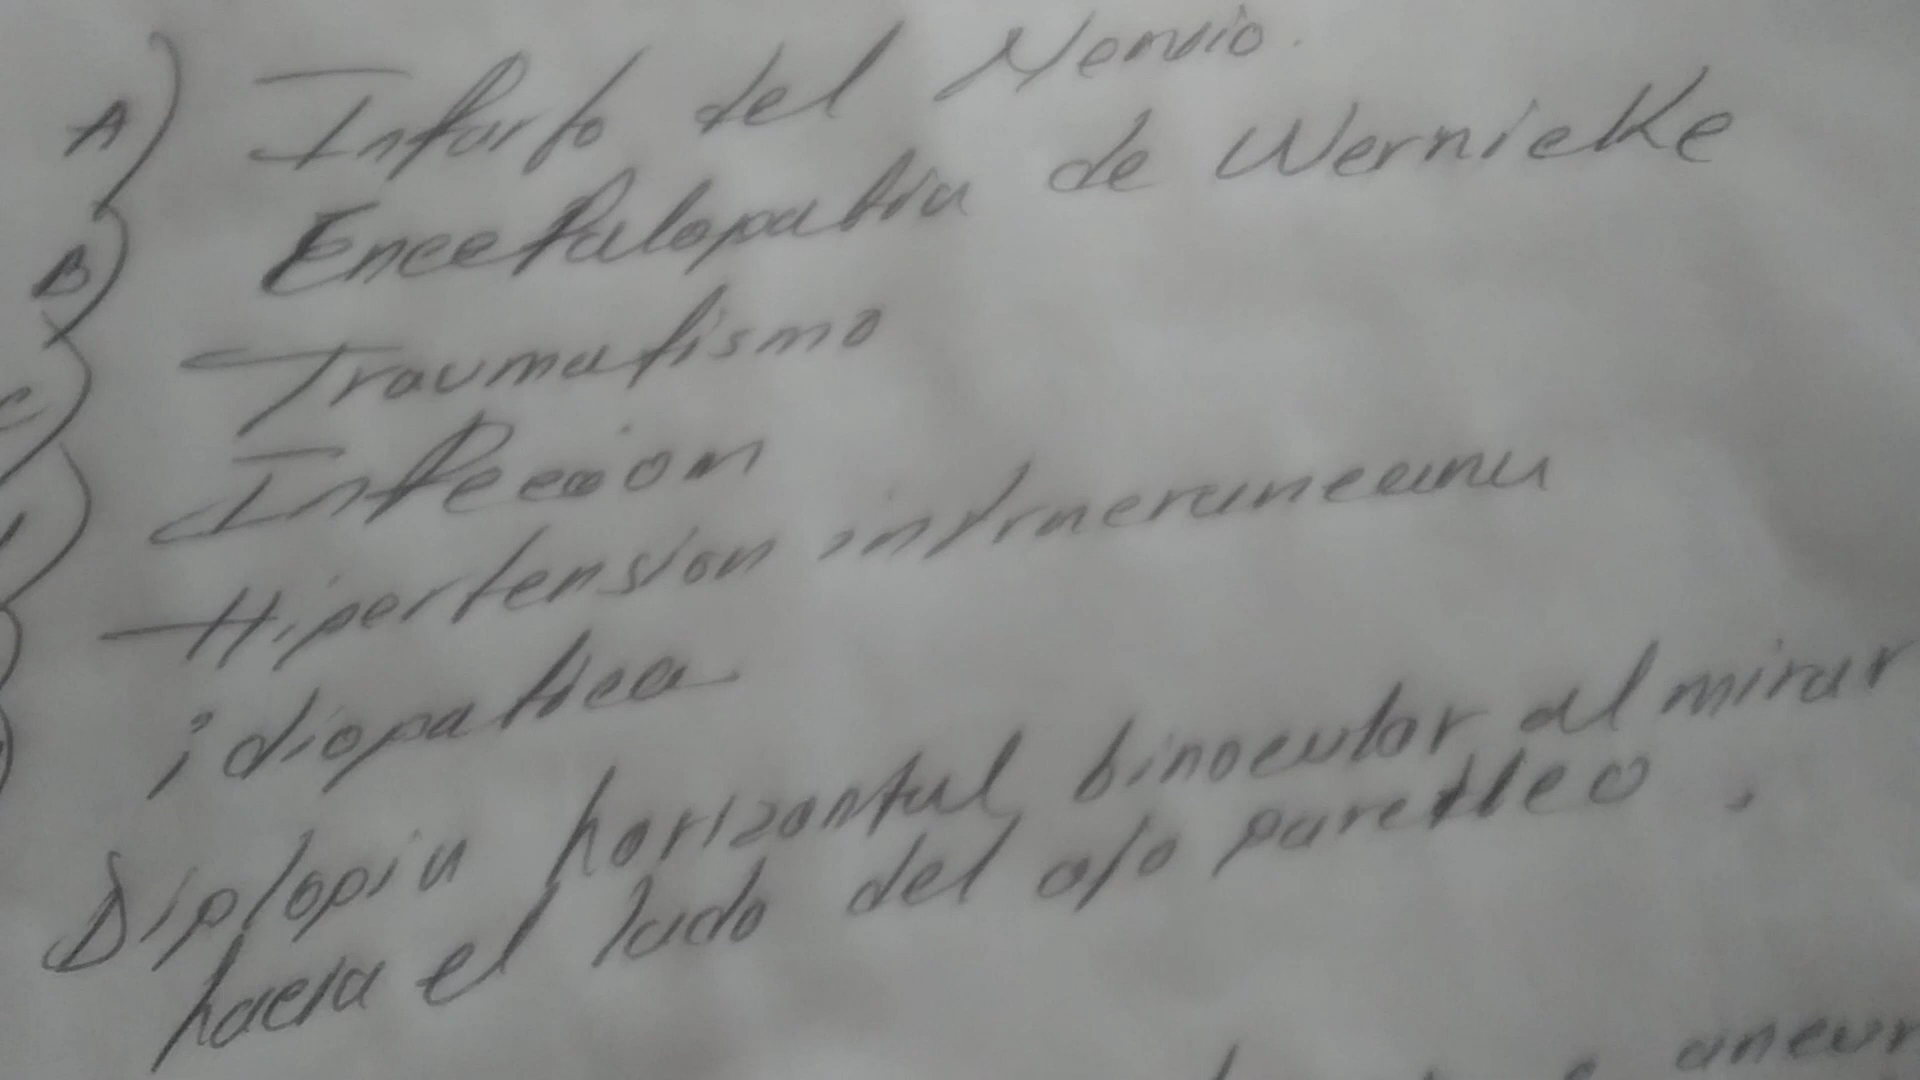 A) Infarto del Nervio.
B) Encefalopatia de Wernicke
c) Traumatismo
Infeccion
Hipertension intracraneana
idiopatica
Diplopia horizontal binocular al mirar
hacia el lado del ojo paretico.
aneur